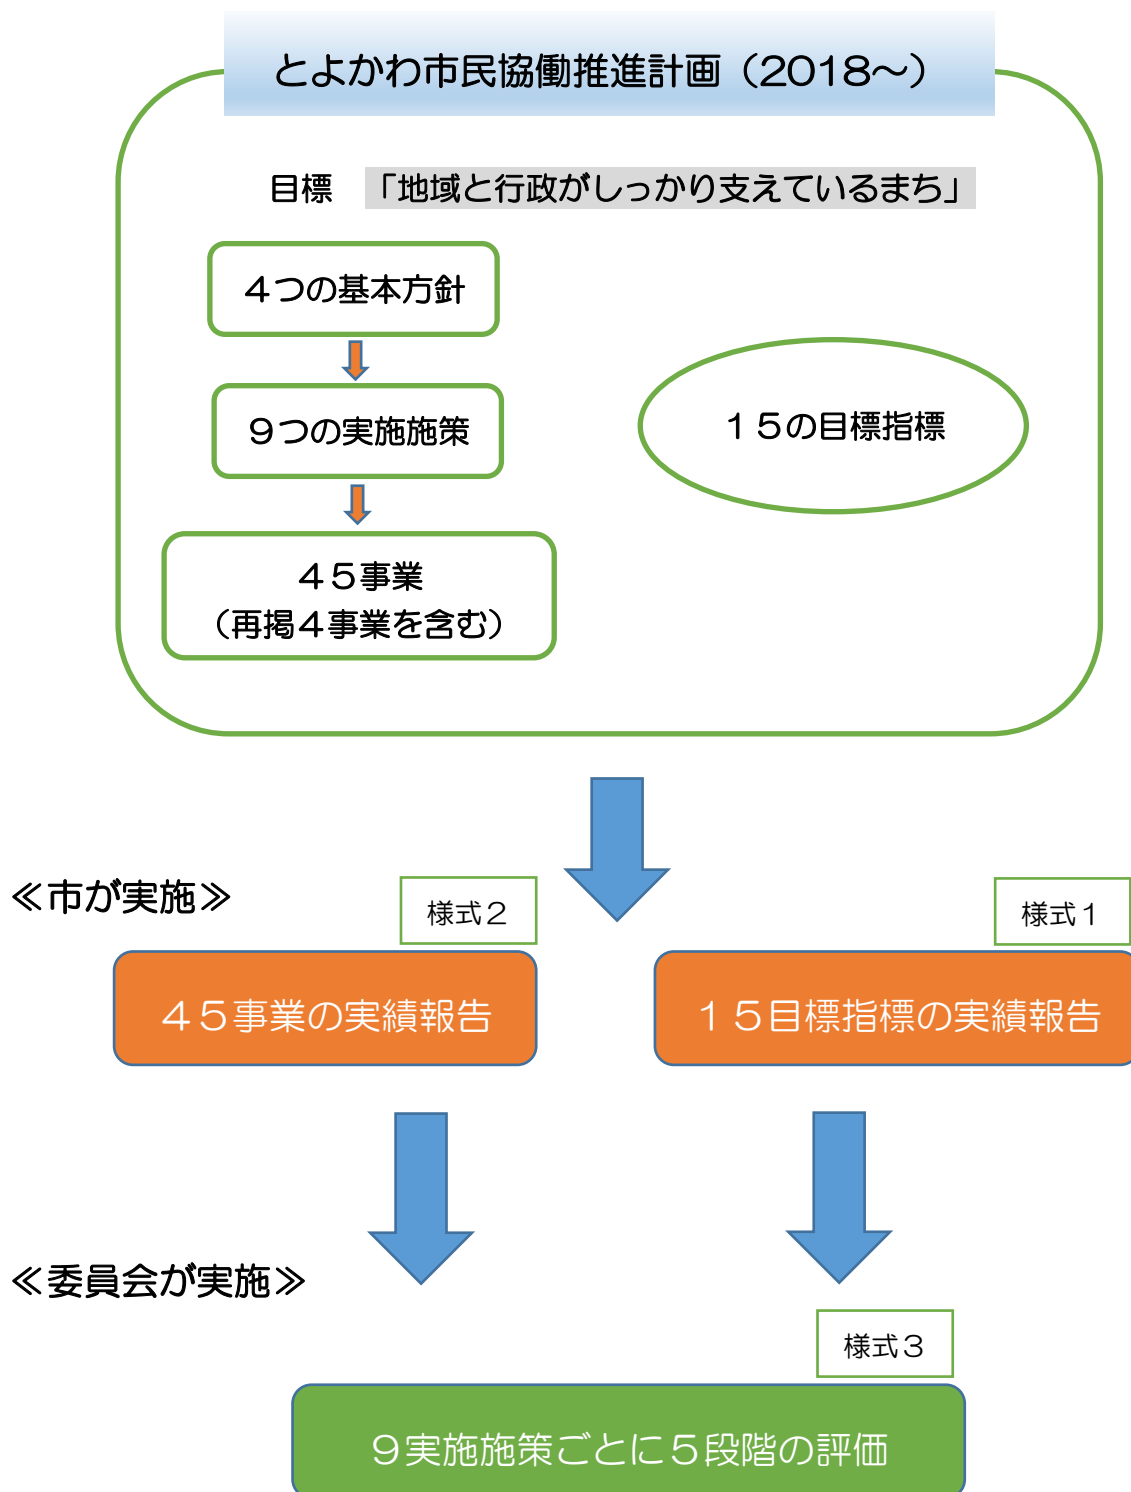 とよかわ市民協働推進計画（2018～）
目標　「地域と行政がしっかり支えているまち」
４つの基本方針
９つの実施施策
１５の目標指標
４５事業
（再掲４事業を含む）
≪市が実施≫
様式２
様式１
４５事業の実績報告
１５目標指標の実績報告
≪委員会が実施≫
様式３
９実施施策ごとに５段階の評価